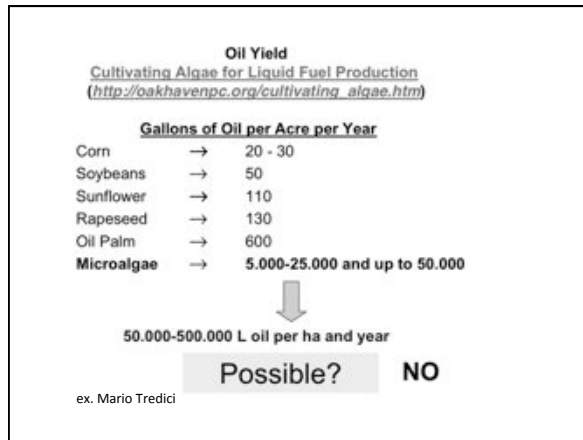 Oil Yield
Cultivating Algae for Liquid Fuel Production
(http://oakhavenpc.org/cultivating_algae.htm)
Gallons of Oil per Acre per Year
Corn → 20 - 30
Soybeans → 50
Sunflower → 110
Rapeseed → 130
Oil Palm → 600
Microalgae → 5.000-25.000 and up to 50.000
50.000-500.000 L oil per ha and year
Possible? NO
ex. Mario Tredici